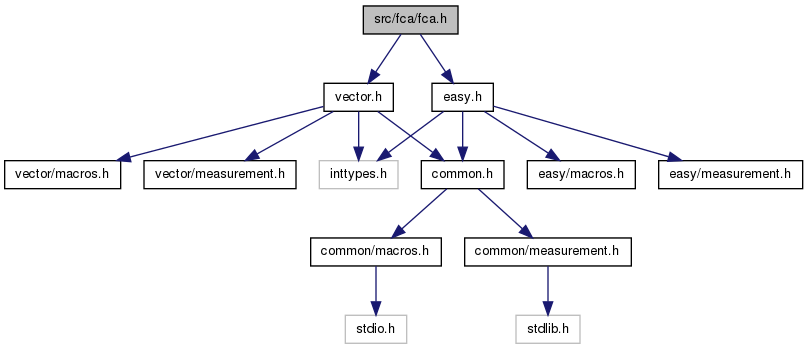 src/fca/fca.h
vector.h
easy.h
vector/macros.h
vector/measurement.h
inttypes.h
common.h
easy/macros.h
easy/measurement.h
common/macros.h
common/measurement.h
stdio.h
stdlib.h